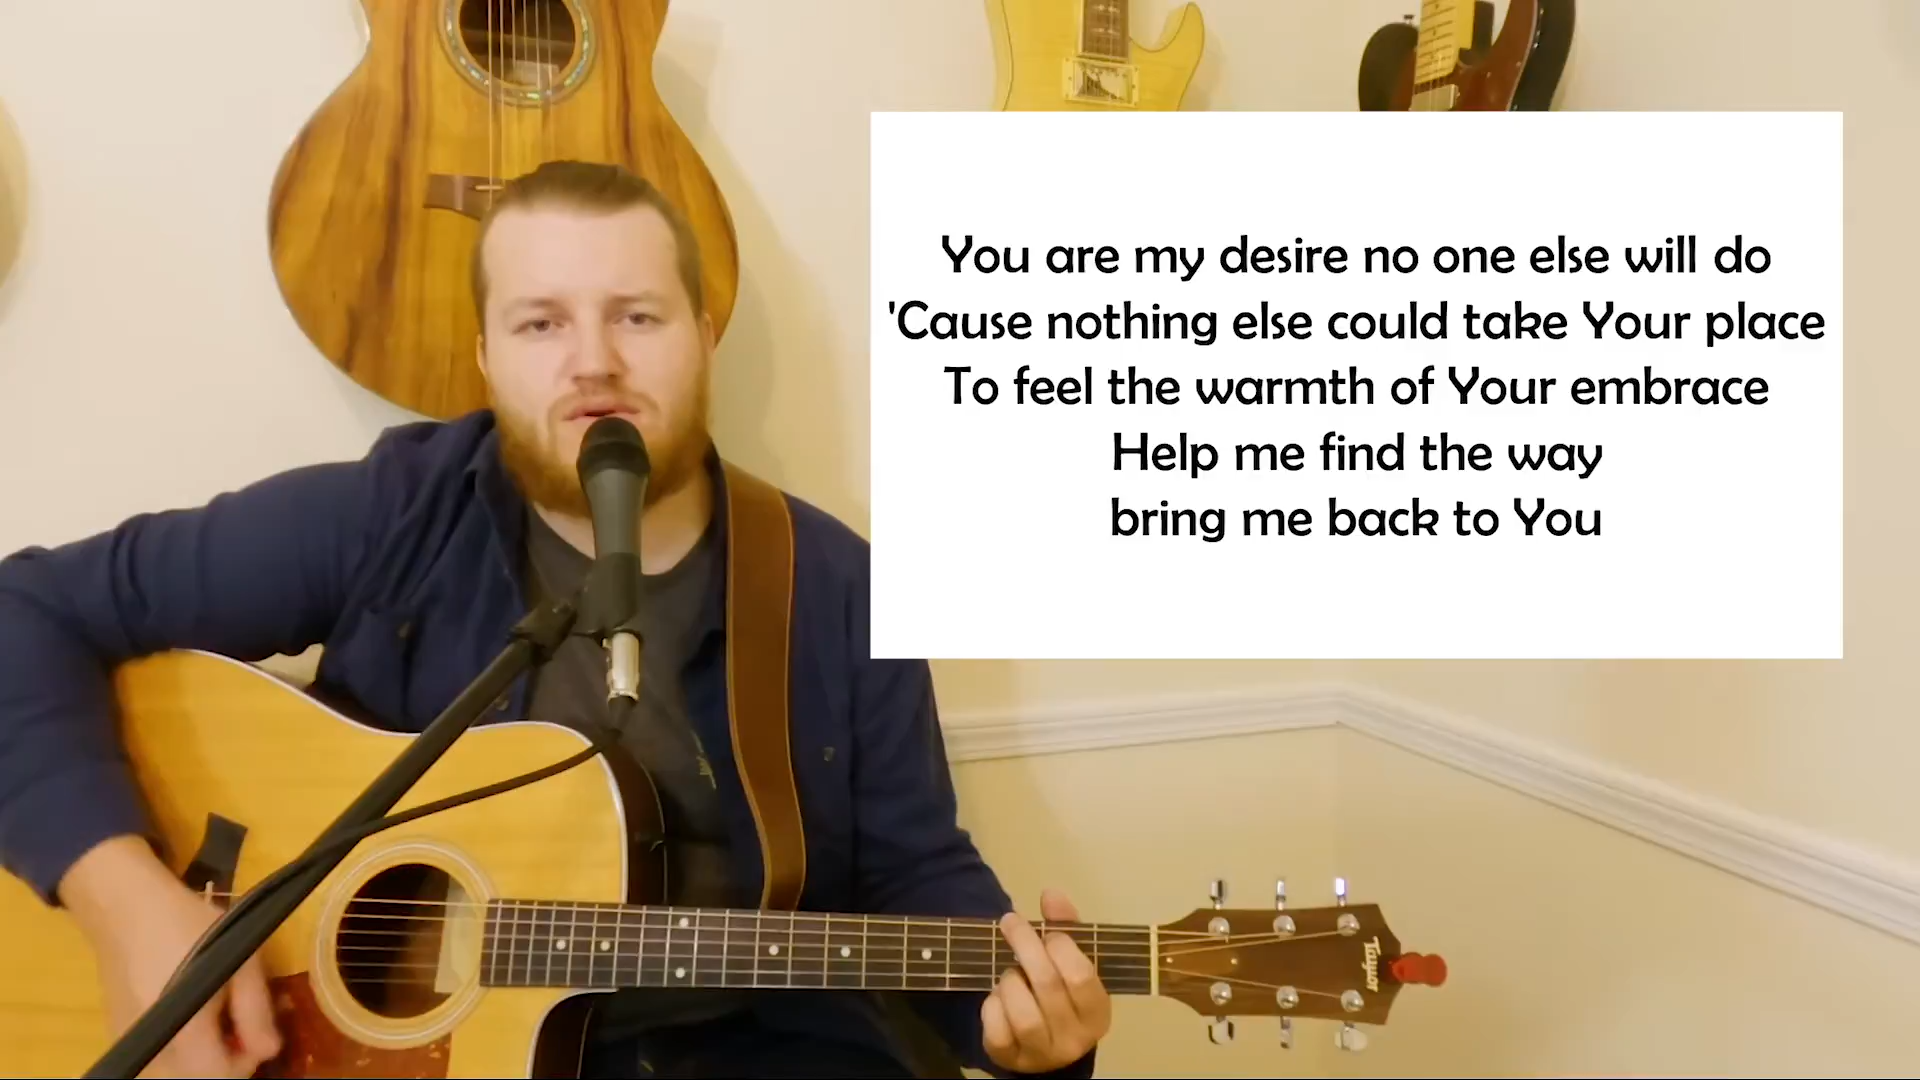 You are my desire no one else will do
'Cause nothing else could take Your place
To feel the warmth of Your embrace
Help me find the way
bring me back to You
Taylor